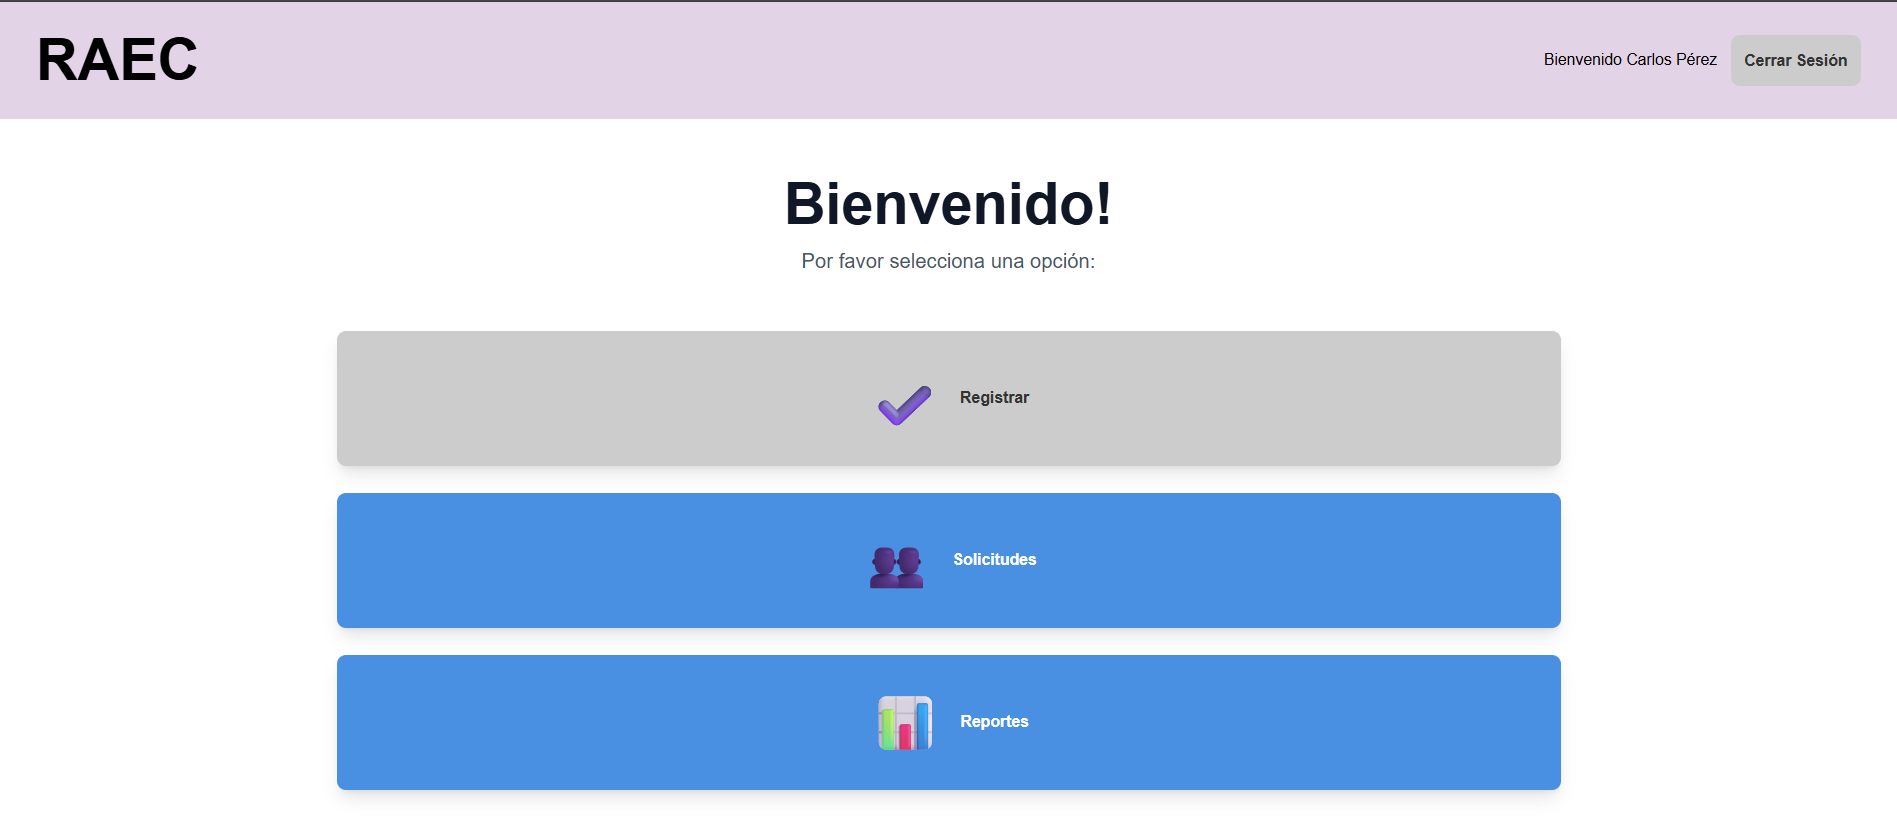 RAEC
Bienvenido Carlos Pérez
Cerrar Sesión
Bienvenido!
Por favor selecciona una opción:
Registrar
Solicitudes
Reportes